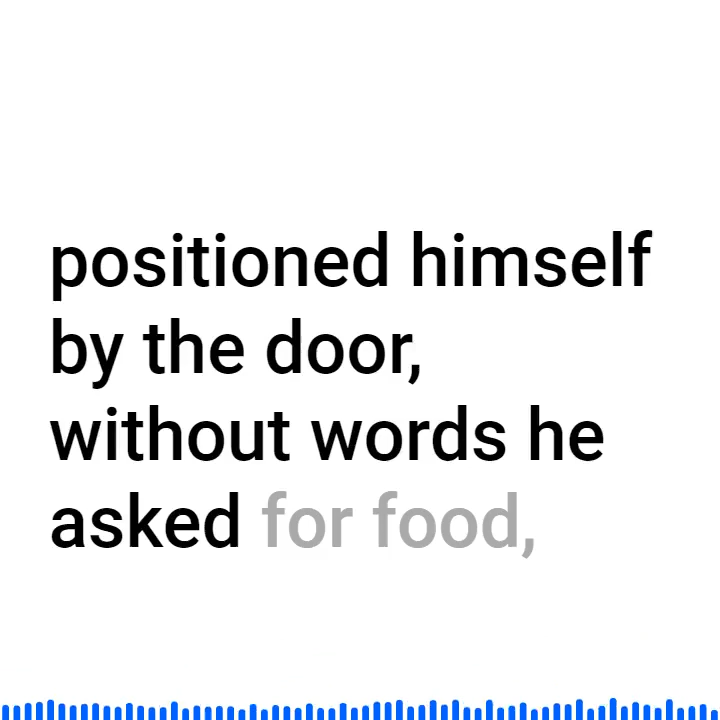 positioned himself
by the door,
without words he
asked for food,